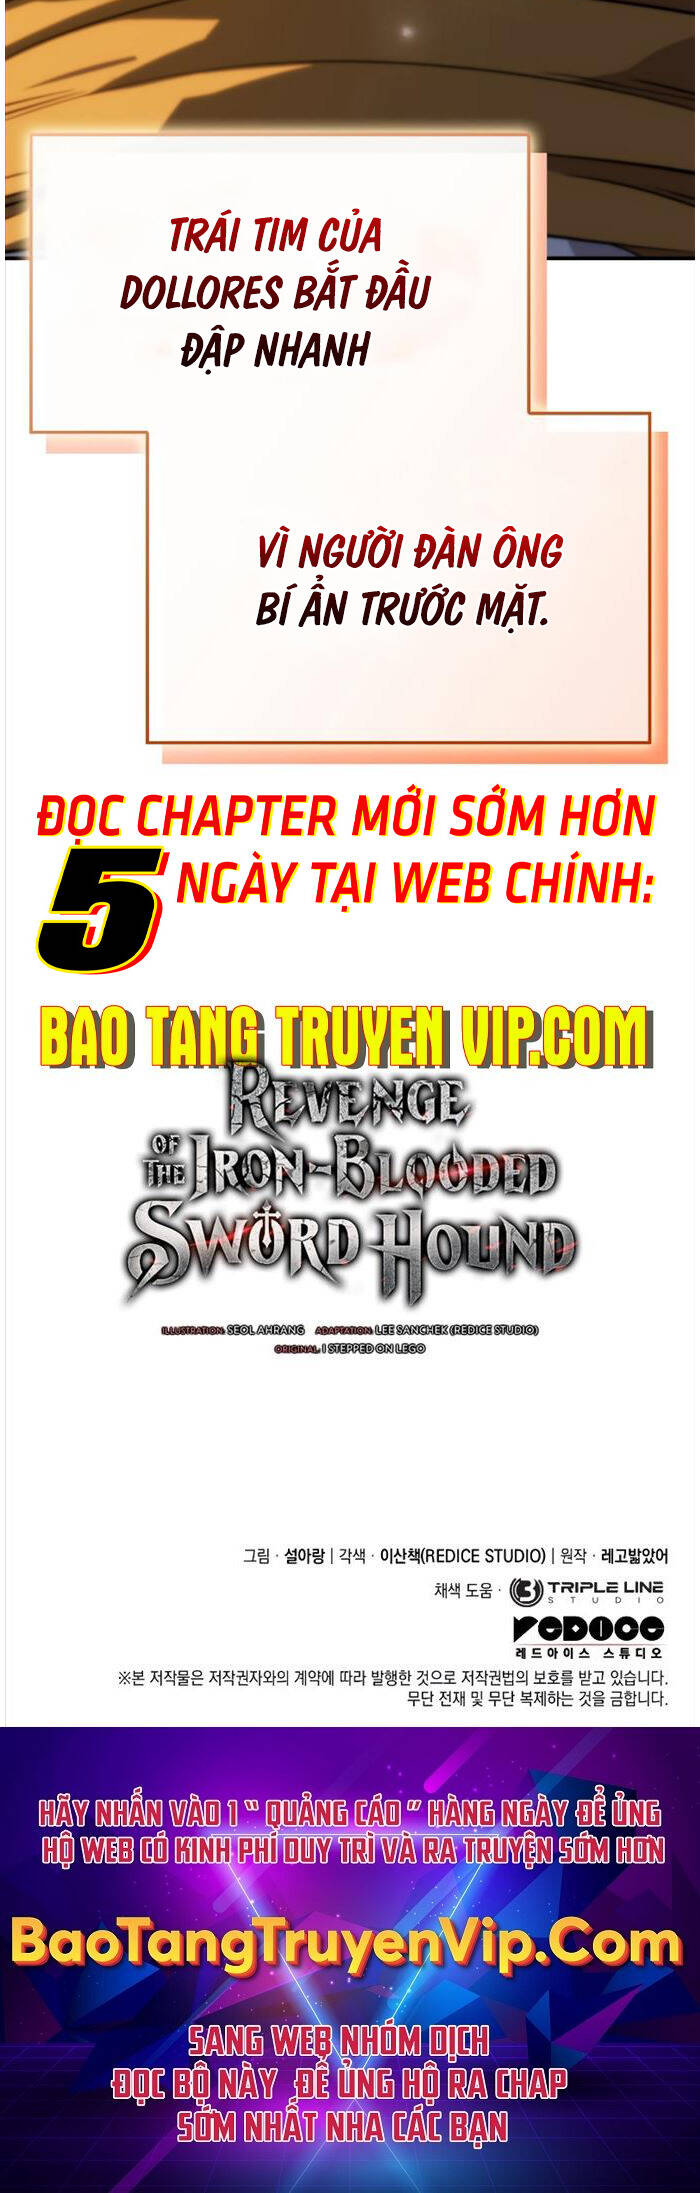 TRÁI TIM CỦA
DOLLORES BẮT ĐẦU
ĐẬP NHANH
VÌ NGƯỜI ĐÀN ÔNG
BÍ ẨN TRƯỚC MẶT.
ĐỌC CHAPTER MỚI SỚM HƠN
5 NGÀY TẠI WEB CHÍNH:
BAO TANG TRUYEN VIP.COM
REVENGE
OF THE IRON-BLOODED
SWORD HOUND
ILLUSTRATION: SEOL AHRANG ADAPTATION: LEE SANCHEK (REDICE STUDIO)
ORIGINAL: I STEPPED ON LEGO
그림 · 설아랑 | 각색 · 이산책(REDICE STUDIO) | 원작 · 레고밟았어
채색 도움 · 3 TRIPLE LINE
STUDIO
REDICE
레드아이스 스튜디오
※본 저작물은 저작권자와의 계약에 따라 발행한 것으로 저작권법의 보호를 받고 있습니다.
무단 전재 및 무단 복제하는 것을 금합니다.
HÃY NHẤN VÀO 1 “ QUẢNG CÁO ” HÀNG NGÀY ĐỂ ỦNG
HỘ WEB CÓ KINH PHÍ DUY TRÌ VÀ RA TRUYỆN SỚM HƠN
BaoTangTruyenVip.Com
SANG WEB NHÓM DỊCH
ĐỌC BỘ NÀY ĐỂ ỦNG HỘ RA CHAP
SỚM NHẤT NHA CÁC BẠN